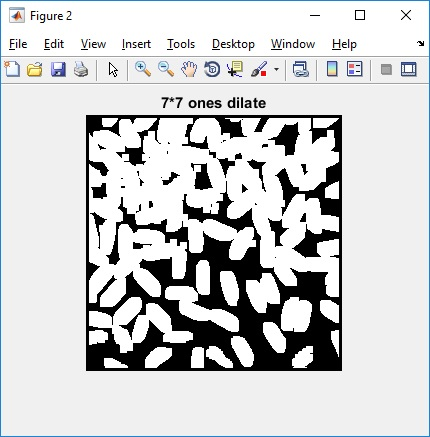 Figure 2
File Edit View Insert Tools Desktop Window Help
7*7 ones dilate